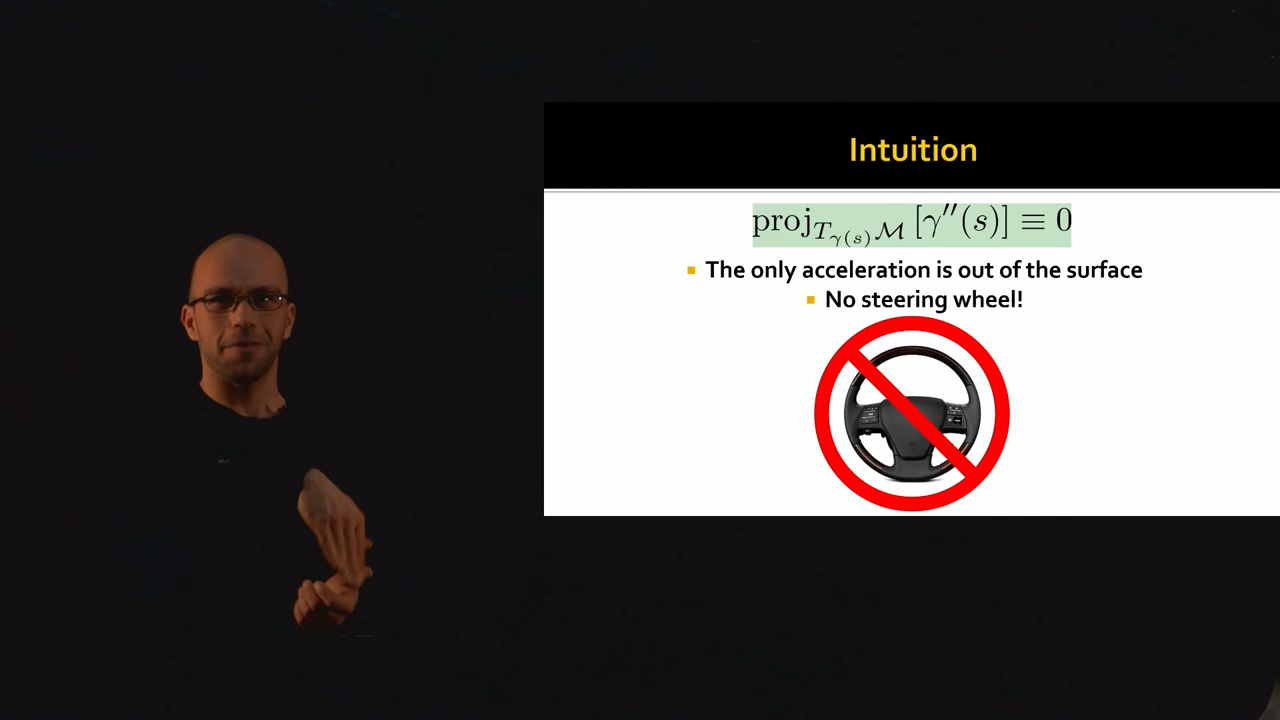 Intuition
proj_{T_{γ(s)}ℳ} [γ″(s)] ≡ 0
▪ The only acceleration is out of the surface
▪ No steering wheel!